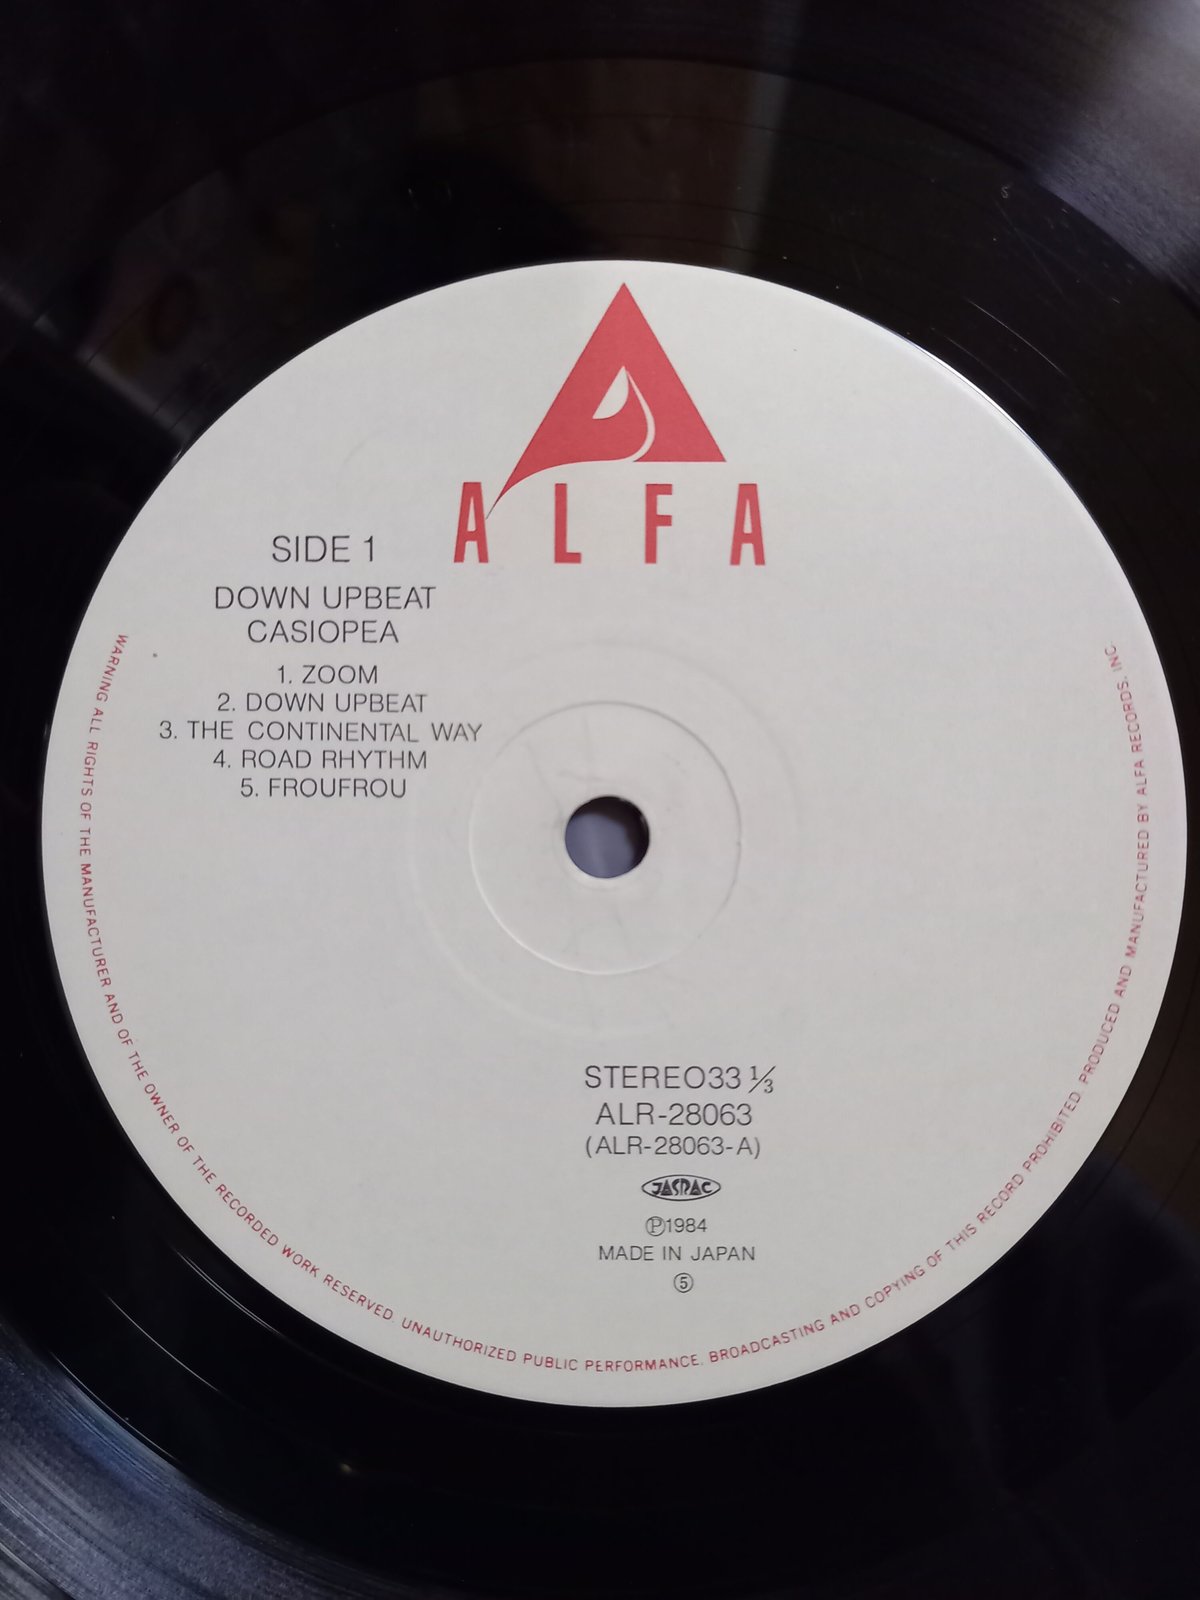 ALFA
SIDE 1
DOWN UPBEAT
CASIOPEA
1. ZOOM
2. DOWN UPBEAT
3. THE CONTINENTAL WAY
4. ROAD RHYTHM
5. FROUFROU
STEREO33 1/3
ALR-28063
(ALR-28063-A)
JASRAC
Ⓟ1984
MADE IN JAPAN
⑤
WARNING ALL RIGHTS OF THE MANUFACTURER AND OF THE OWNER OF THE RECORDED WORK RESERVED. UNAUTHORIZED PUBLIC PERFORMANCE. BROADCASTING AND COPYING OF THIS RECORD PROHIBITED. PRODUCED AND MANUFACTURED BY ALFA RECORDS, INC.